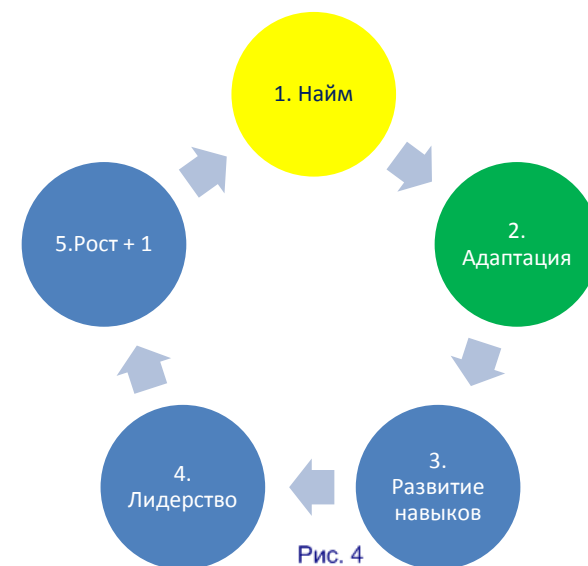 1. Найм
2.
Адаптация
3.
Развитие
навыков
4.
Лидерство
5.Рост + 1
Рис. 4